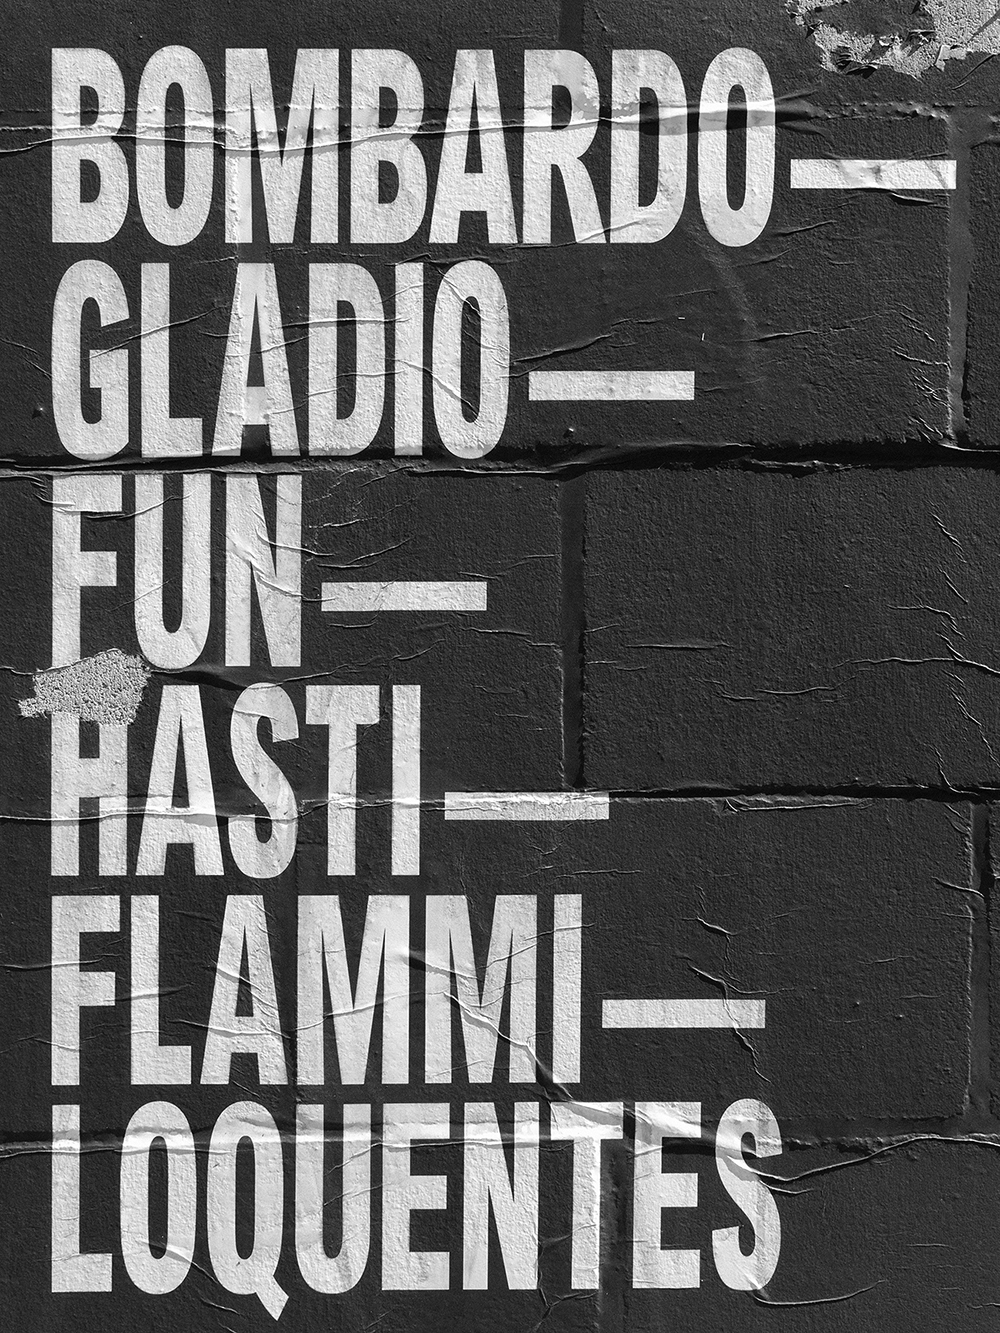 BOMBARDO—
GLADIO—
FUN—
HASTI—
FLAMMI—
LOQUENTES